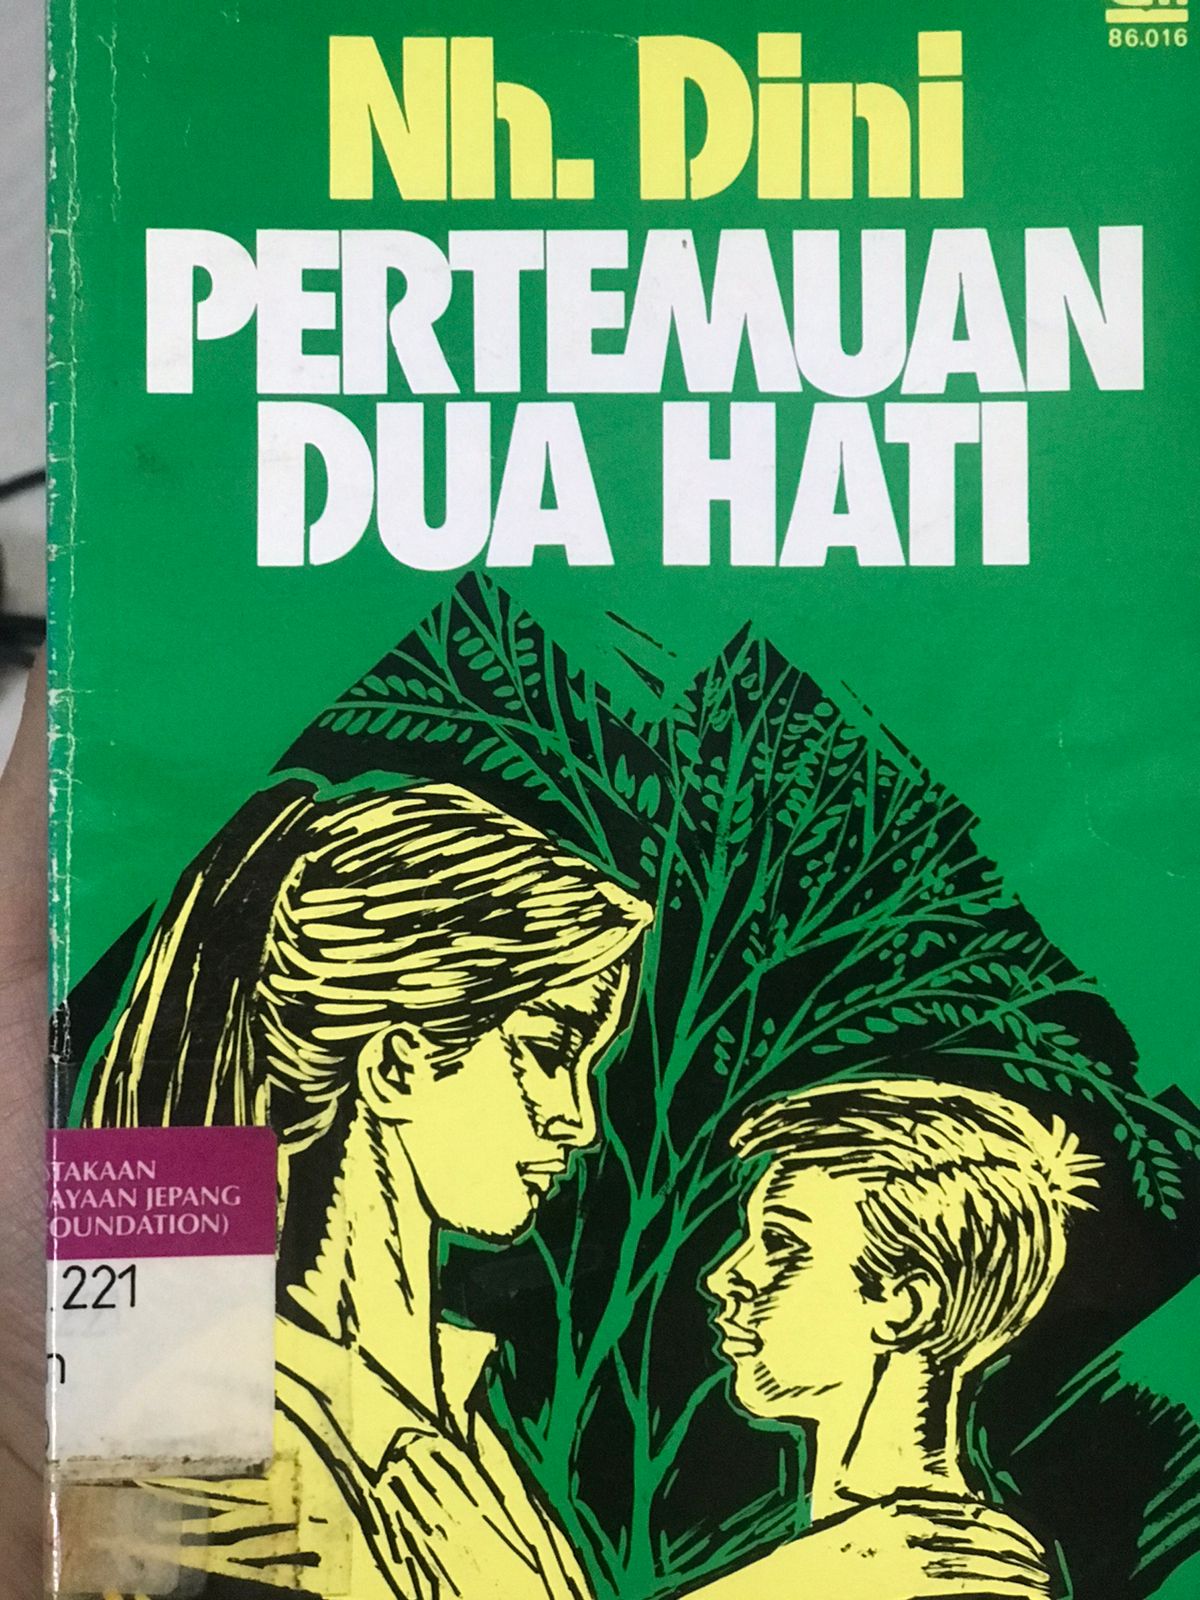 86.016
Nh. Dini
PERTEMUAN
DUA HATI
TAKAAN
AYAAN JEPANG
OUNDATION)
.221
n